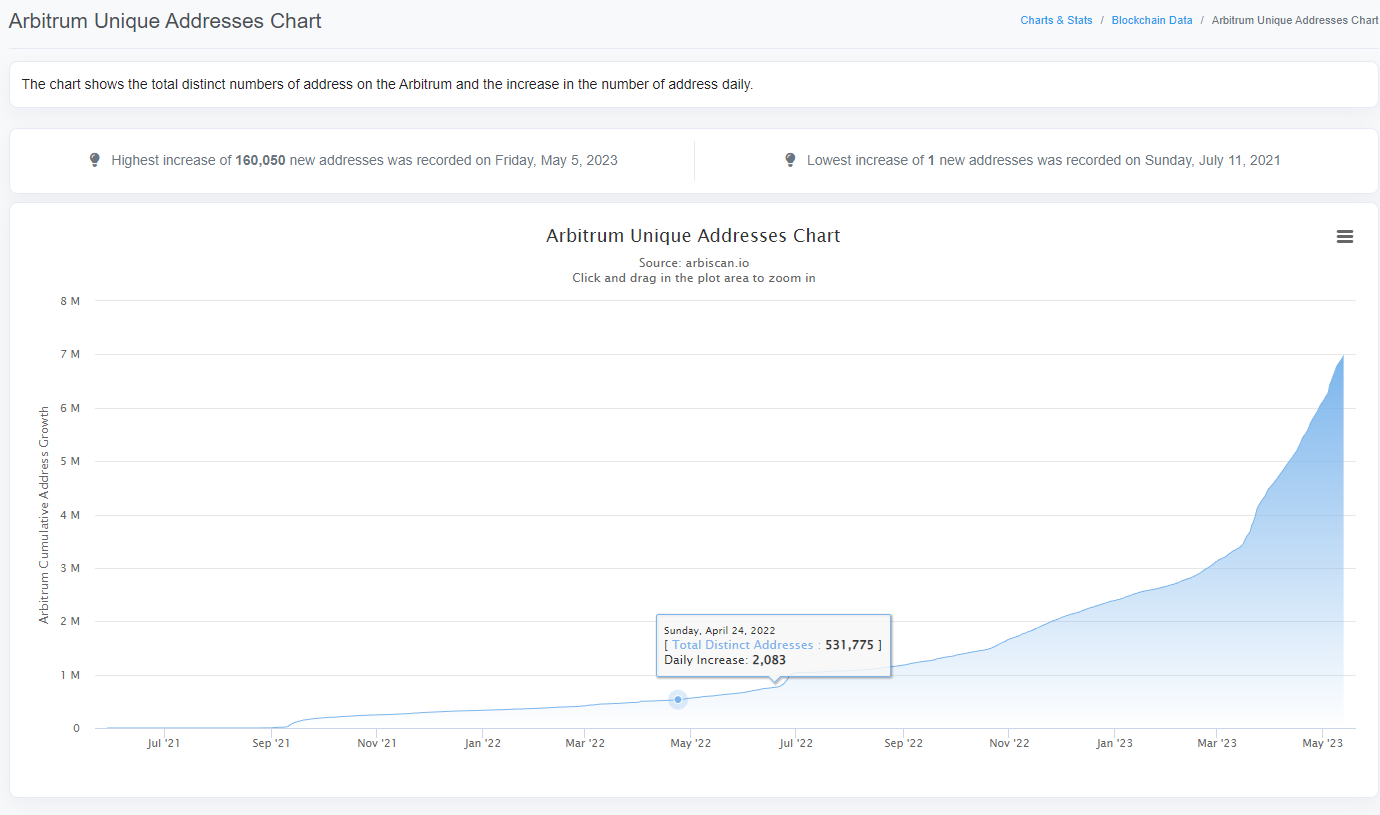 Arbitrum Unique Addresses Chart
Charts & Stats / Blockchain Data / Arbitrum Unique Addresses Chart
The chart shows the total distinct numbers of address on the Arbitrum and the increase in the number of address daily.
Highest increase of 160,050 new addresses was recorded on Friday, May 5, 2023
Lowest increase of 1 new addresses was recorded on Sunday, July 11, 2021
Arbitrum Unique Addresses Chart
Source: arbiscan.io
Click and drag in the plot area to zoom in
Arbitrum Cumulative Address Growth
8 M
7 M
6 M
5 M
4 M
3 M
2 M
1 M
0
Sunday, April 24, 2022
[ Total Distinct Addresses : 531,775 ]
Daily Increase: 2,083
Jul '21 Sep '21 Nov '21 Jan '22 Mar '22 May '22 Jul '22 Sep '22 Nov '22 Jan '23 Mar '23 May '23